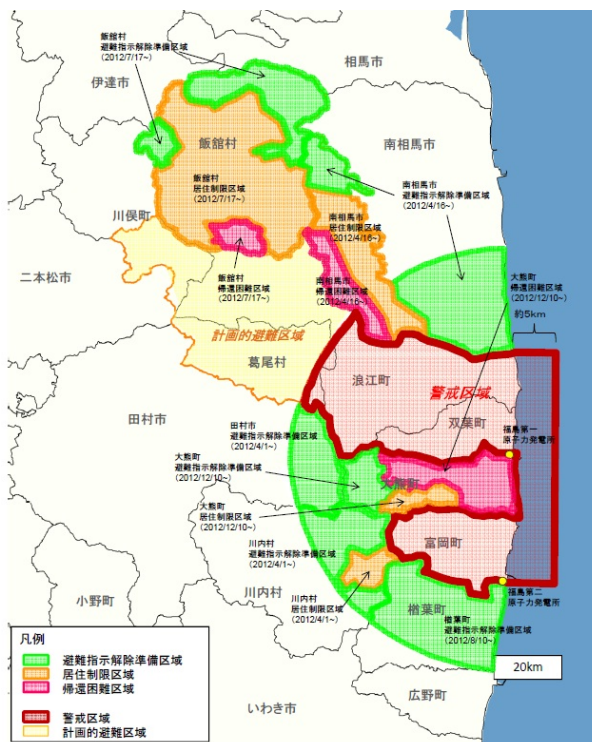 飯舘村
避難指示解除準備区域
(2012/7/17~)
伊達市
相馬市
飯舘村
南相馬市
飯舘村
居住制限区域
(2012/7/17~)
南相馬市
避難指示解除準備区域
(2012/4/16~)
川俣町
南相馬市
居住制限区域
(2012/4/16~)
二本松市
飯舘村
帰還困難区域
(2012/7/17~)
南相馬市
帰還困難区域
(2012/4/16~)
大熊町
帰還困難区域
(2012/12/10~)
約5km
計画的避難区域
葛尾村
浪江町
警戒区域
双葉町
田村市
田村市
避難指示解除準備区域
(2012/4/1~)
福島第一
原子力発電所
大熊町
避難指示解除準備区域
(2012/12/10~)
大熊町
大熊町
居住制限区域
(2012/12/10~)
川内村
避難指示解除準備区域
(2012/4/1~)
富岡町
川内村
川内村
居住制限区域
(2012/4/1~)
福島第二
原子力発電所
小野町
楢葉町
楢葉町
避難指示解除準備区域
(2012/8/10~)
20km
凡例
避難指示解除準備区域
居住制限区域
帰還困難区域
警戒区域
計画的避難区域
いわき市
広野町